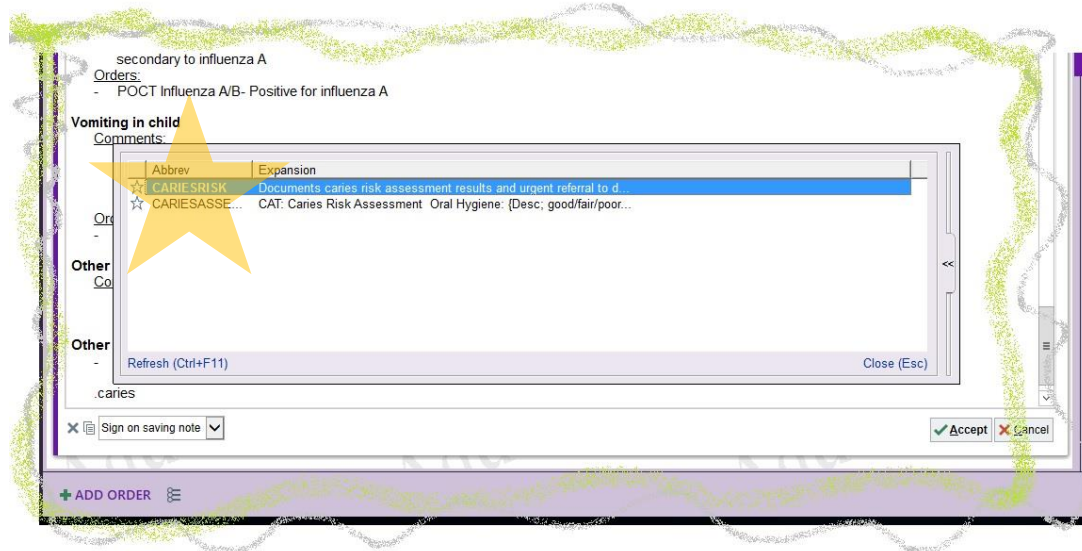 secondary to influenza A
Orders:
- POCT Influenza A/B- Positive for influenza A
Vomiting in child
Comments:
Abbrev Expansion
CARIESRISK Documents caries risk assessment results and urgent referral to d...
CARIESASSE... CAT: Caries Risk Assessment Oral Hygiene: {Desc; good/fair/poor...
Ord
-
Other
Co
<<
Other
-
Refresh (Ctrl+F11) Close (Esc)
.caries
Sign on saving note Accept Cancel
+ ADD ORDER